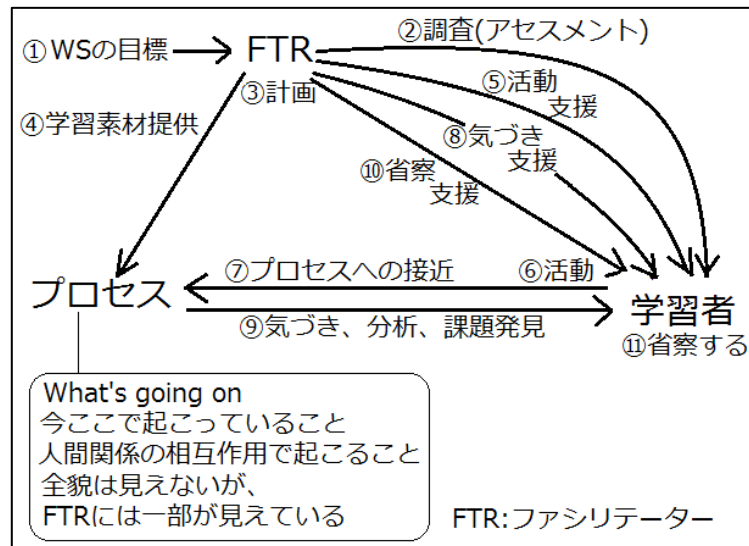 ①WSの目標
FTR
②調査(アセスメント)
③計画
④学習素材提供
⑤活動
支援
⑧気づき
支援
⑩省察
支援
⑦プロセスへの接近
⑥活動
プロセス
⑨気づき、分析、課題発見
学習者
⑪省察する
What's going on
今ここで起こっていること
人間関係の相互作用で起こること
全貌は見えないが、
FTRには一部が見えている
FTR:ファシリテーター